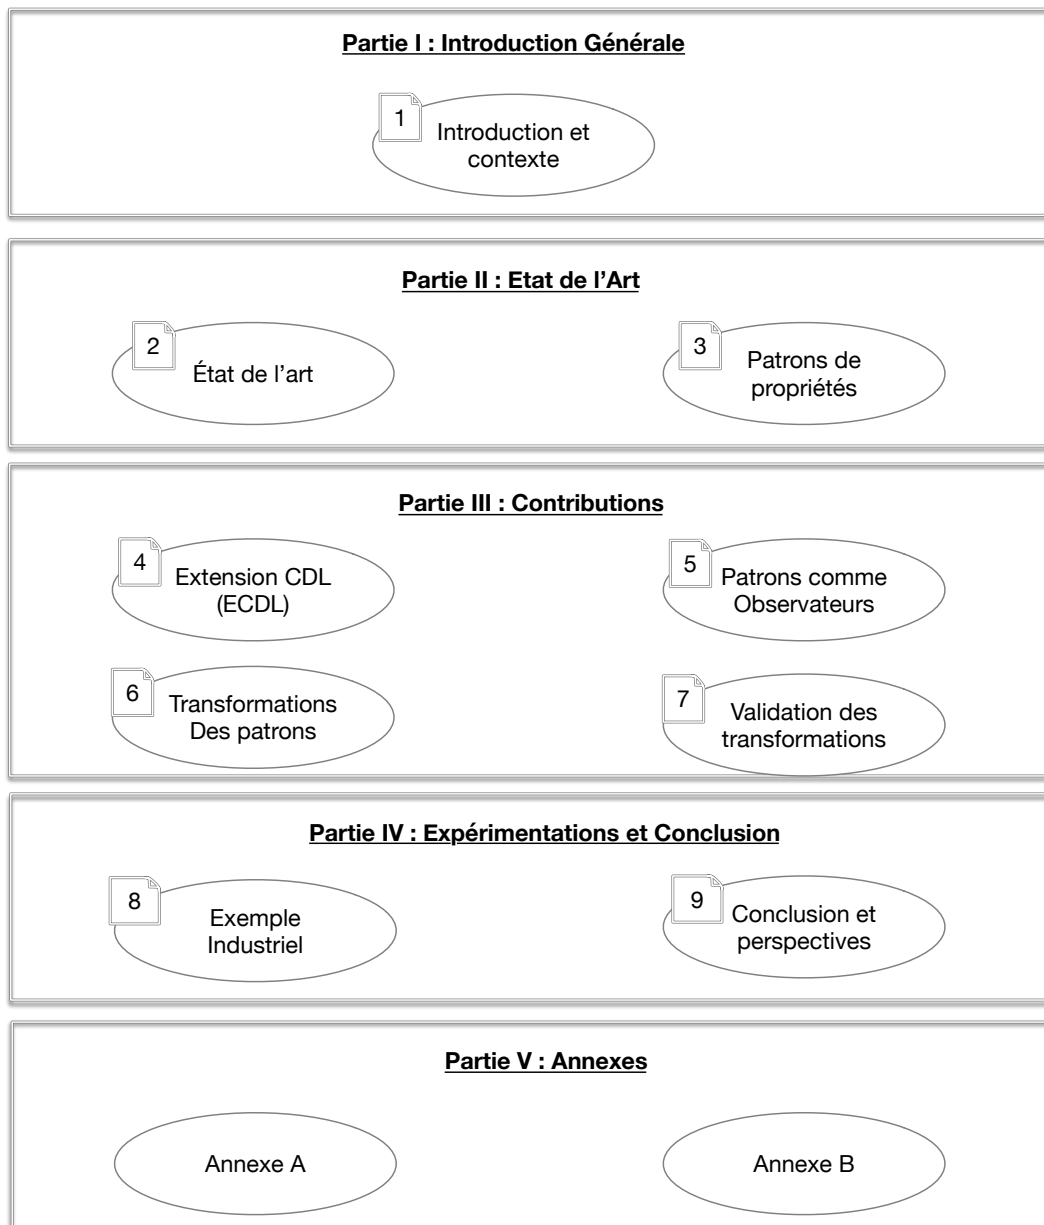 Partie I : Introduction Générale
1
Introduction et
contexte
Partie II : Etat de l’Art
2
État de l’art
3
Patrons de
propriétés
Partie III : Contributions
4
Extension CDL
(ECDL)
5
Patrons comme
Observateurs
6
Transformations
Des patrons
7
Validation des
transformations
Partie IV : Expérimentations et Conclusion
8
Exemple
Industriel
9
Conclusion et
perspectives
Partie V : Annexes
Annexe A
Annexe B